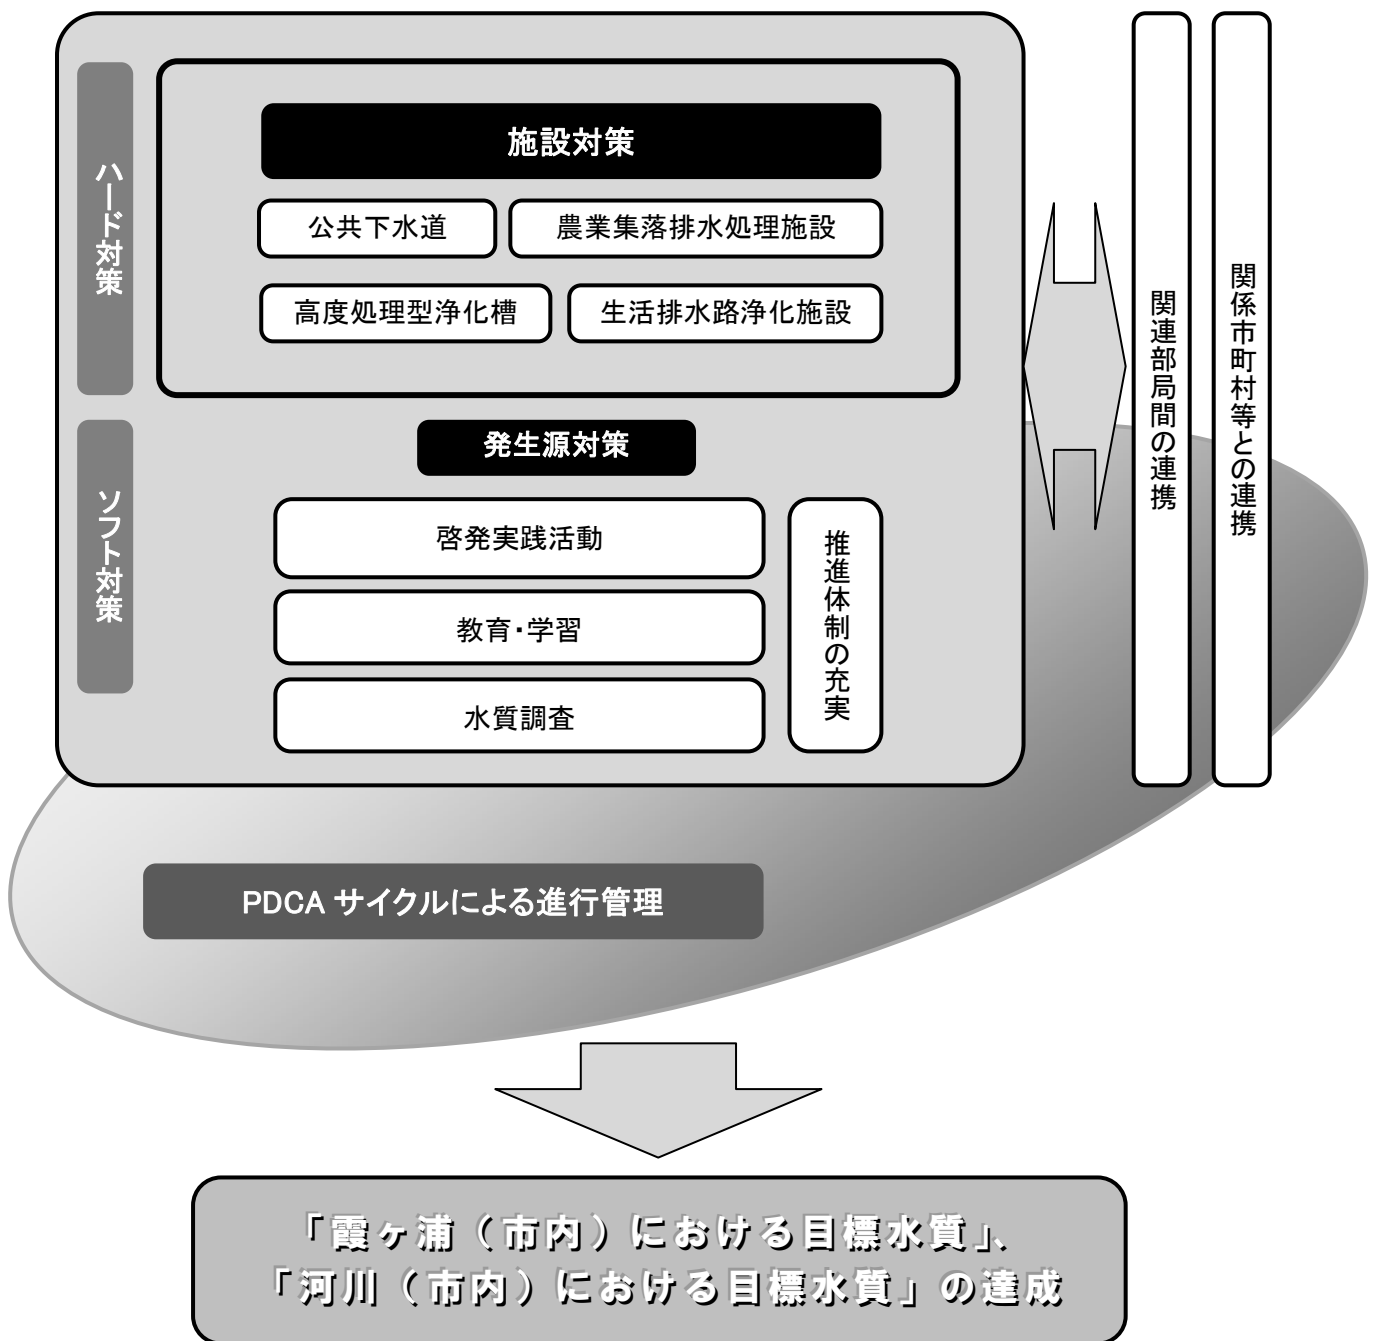 ハード対策
施設対策
公共下水道
農業集落排水処理施設
高度処理型浄化槽
生活排水路浄化施設
ソフト対策
発生源対策
啓発実践活動
教育・学習
水質調査
推進体制の充実
関連部局間の連携
関係市町村等との連携
PDCA サイクルによる進行管理
「霞ヶ浦（市内）における目標水質」、
「河川（市内）における目標水質」の達成